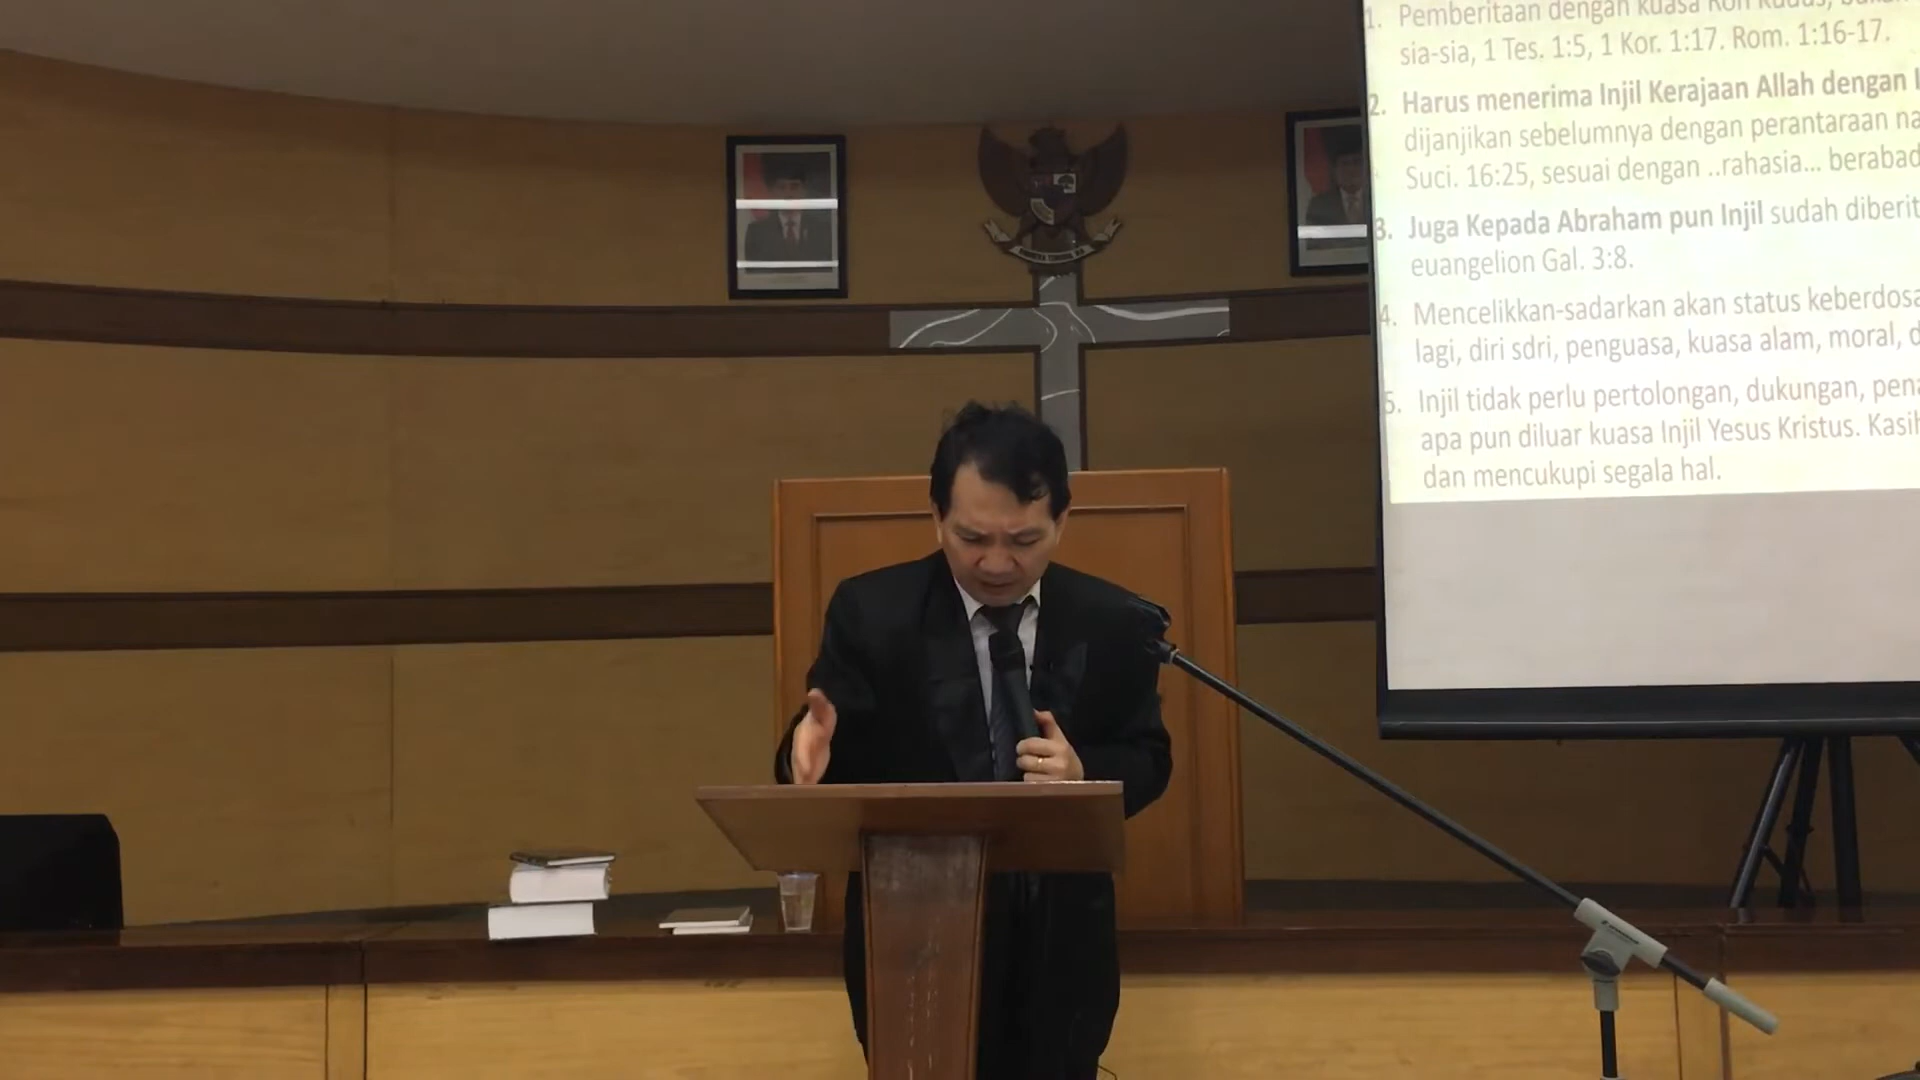 1. Pemberitaan dengan kuasa Roh Kudus, bukan
sia-sia, 1 Tes. 1:5, 1 Kor. 1:17. Rom. 1:16-17.
2. Harus menerima Injil Kerajaan Allah dengan
dijanjikan sebelumnya dengan perantaraan na
Suci. 16:25, sesuai dengan ..rahasia... berabad
3. Juga Kepada Abraham pun Injil sudah diberit
euangelion Gal. 3:8.
4. Mencelikkan-sadarkan akan status keberdosa
lagi, diri sdri, penguasa, kuasa alam, moral, d
5. Injil tidak perlu pertolongan, dukungan, pena
apa pun diluar kuasa Injil Yesus Kristus. Kasih
dan mencukupi segala hal.